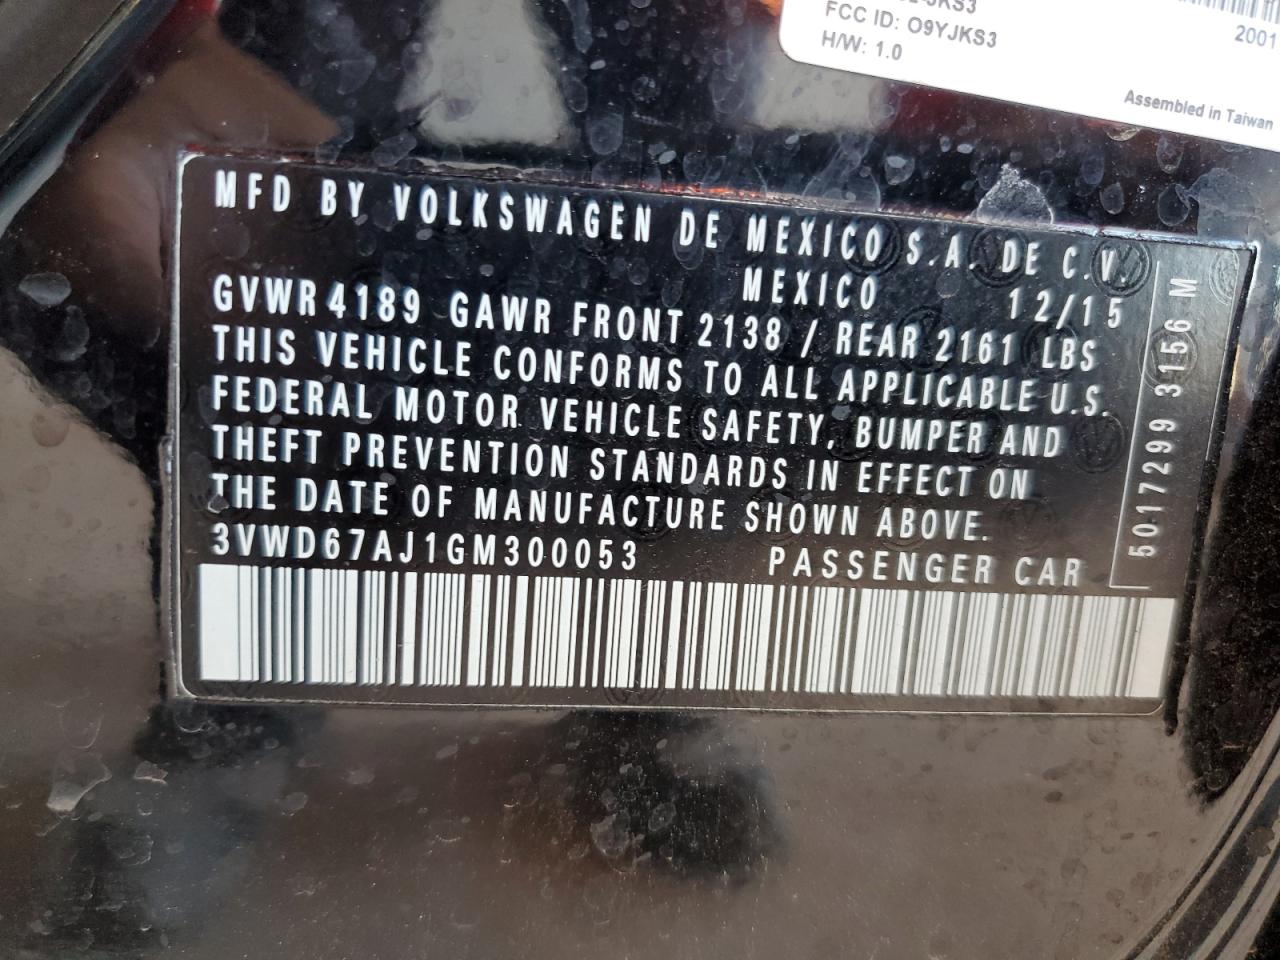 JKS3
FCC ID: O9YJKS3
H/W: 1.0
2001
Assembled in Taiwan
MFD BY VOLKSWAGEN DE MEXICO S.A. DE C.V.
MEXICO 12/15
GVWR 4189 GAWR FRONT 2138 / REAR 2161 LBS
THIS VEHICLE CONFORMS TO ALL APPLICABLE U.S.
FEDERAL MOTOR VEHICLE SAFETY, BUMPER AND
THEFT PREVENTION STANDARDS IN EFFECT ON
THE DATE OF MANUFACTURE SHOWN ABOVE.
3VWD67AJ1GM300053 PASSENGER CAR
5017299 3156 M